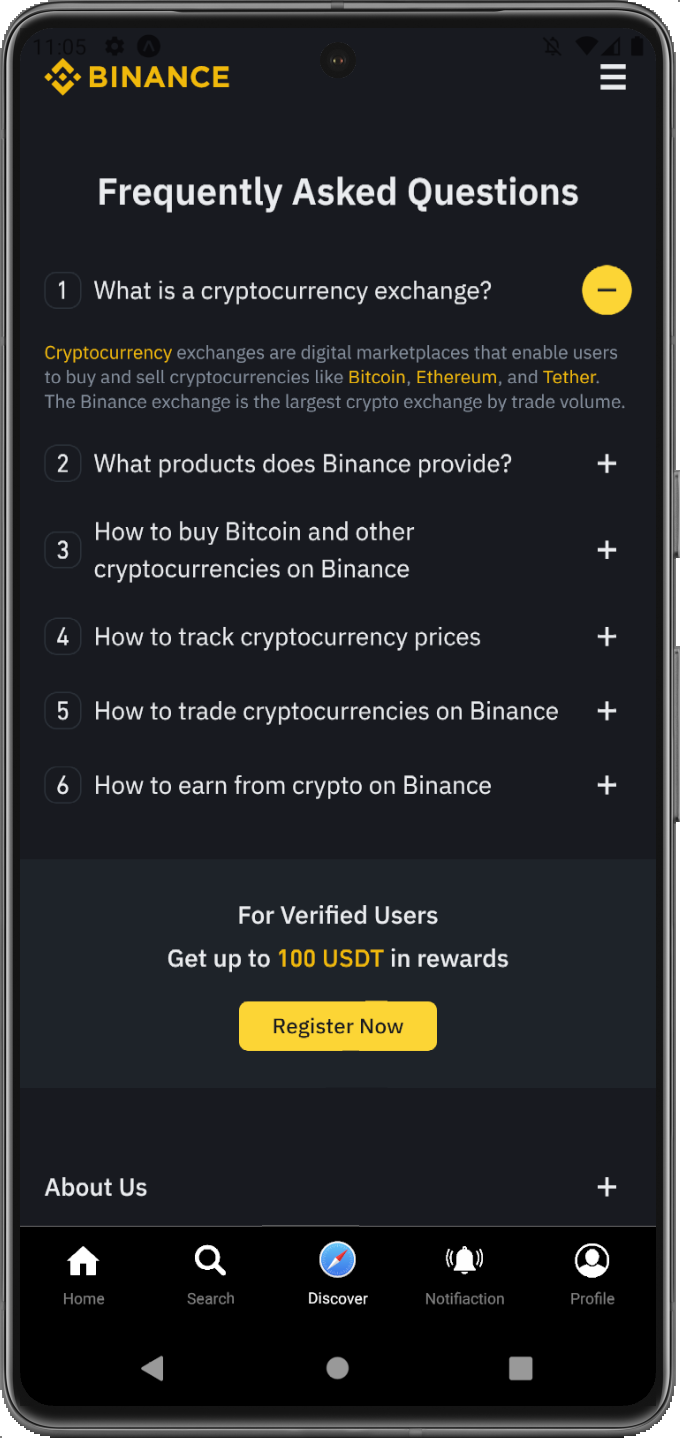 11:05
BINANCE
Frequently Asked Questions
1 What is a cryptocurrency exchange?
Cryptocurrency exchanges are digital marketplaces that enable users
to buy and sell cryptocurrencies like Bitcoin, Ethereum, and Tether.
The Binance exchange is the largest crypto exchange by trade volume.
2 What products does Binance provide?
3 How to buy Bitcoin and other
cryptocurrencies on Binance
4 How to track cryptocurrency prices
5 How to trade cryptocurrencies on Binance
6 How to earn from crypto on Binance
For Verified Users
Get up to 100 USDT in rewards
Register Now
About Us
Home Search Discover Notifiaction Profile